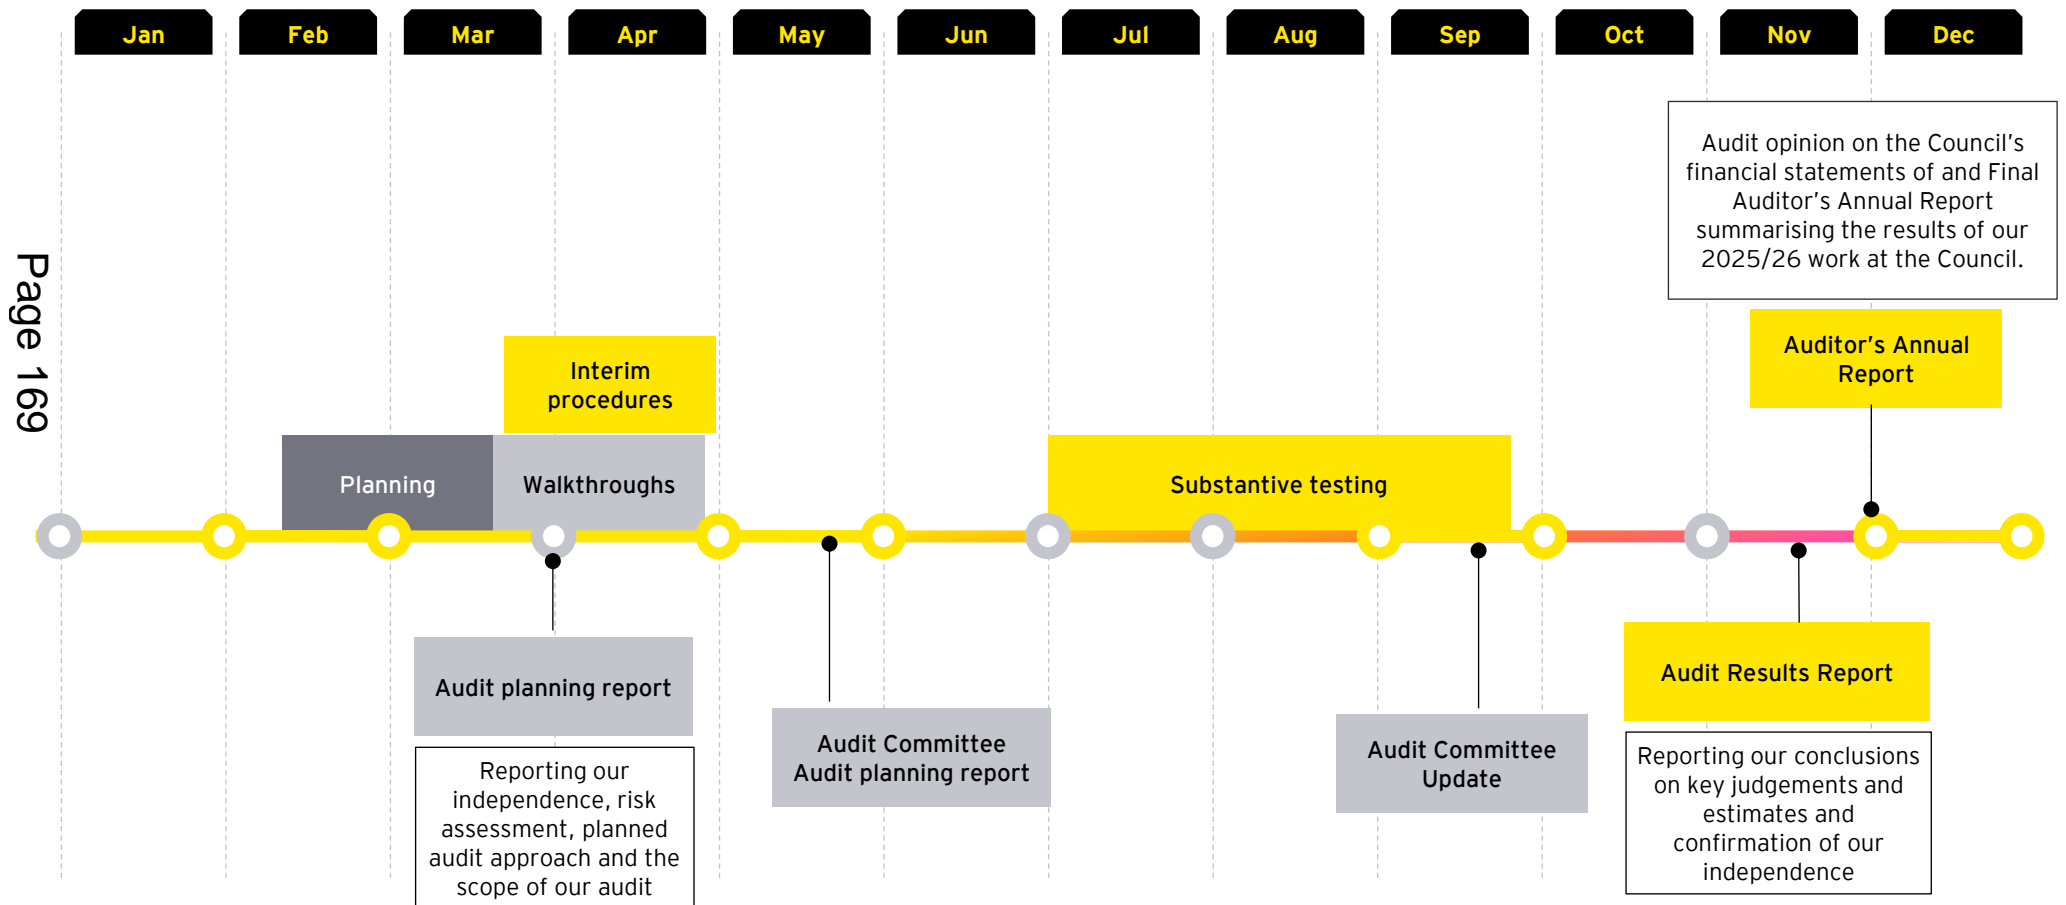 Jan
Feb
Mar
Apr
May
Jun
Jul
Aug
Sep
Oct
Nov
Dec
Audit opinion on the Council’s
financial statements of and Final
Auditor’s Annual Report
summarising the results of our
2025/26 work at the Council.
Page 169
Interim
procedures
Auditor’s Annual
Report
Planning
Walkthroughs
Substantive testing
Audit planning report
Reporting our
independence, risk
assessment, planned
audit approach and the
scope of our audit
Audit Committee
Audit planning report
Audit Committee
Update
Audit Results Report
Reporting our conclusions
on key judgements and
estimates and
confirmation of our
independence